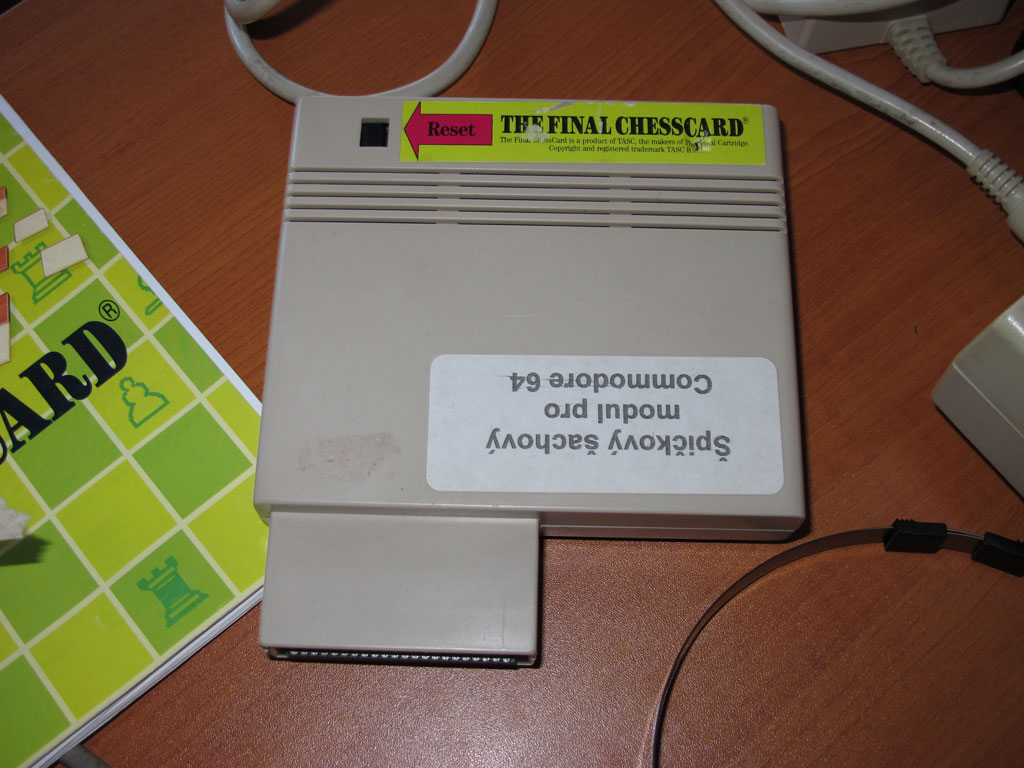 Reset
THE FINAL CHESSCARD®
The Final ChessCard is a product of TASC, the makers of The Final Cartridge.
Copyright and registered trademark TASC
Špičkový šachový
modul pro
Commodore 64
ARD®